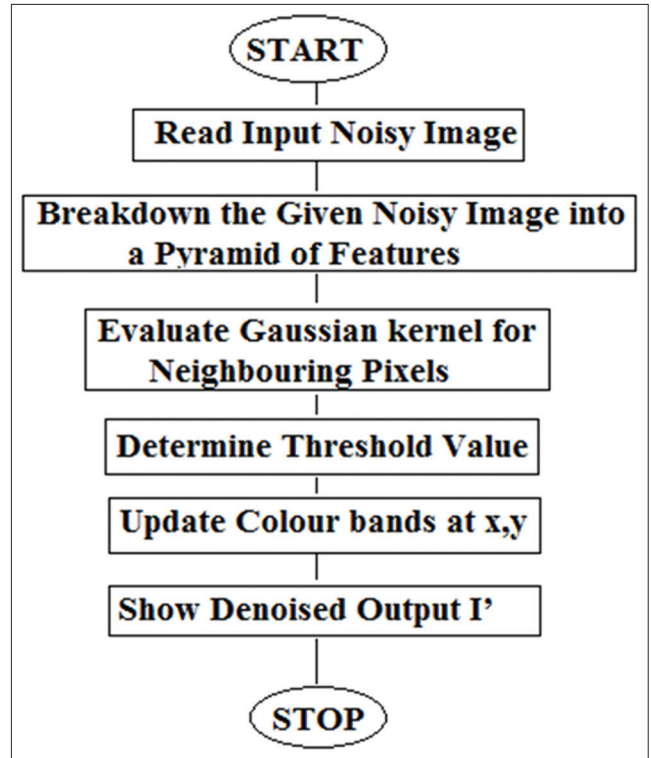 START
Read Input Noisy Image
Breakdown the Given Noisy Image into
a Pyramid of Features
Evaluate Gaussian kernel for
Neighbouring Pixels
Determine Threshold Value
Update Colour bands at x,y
Show Denoised Output I’
STOP